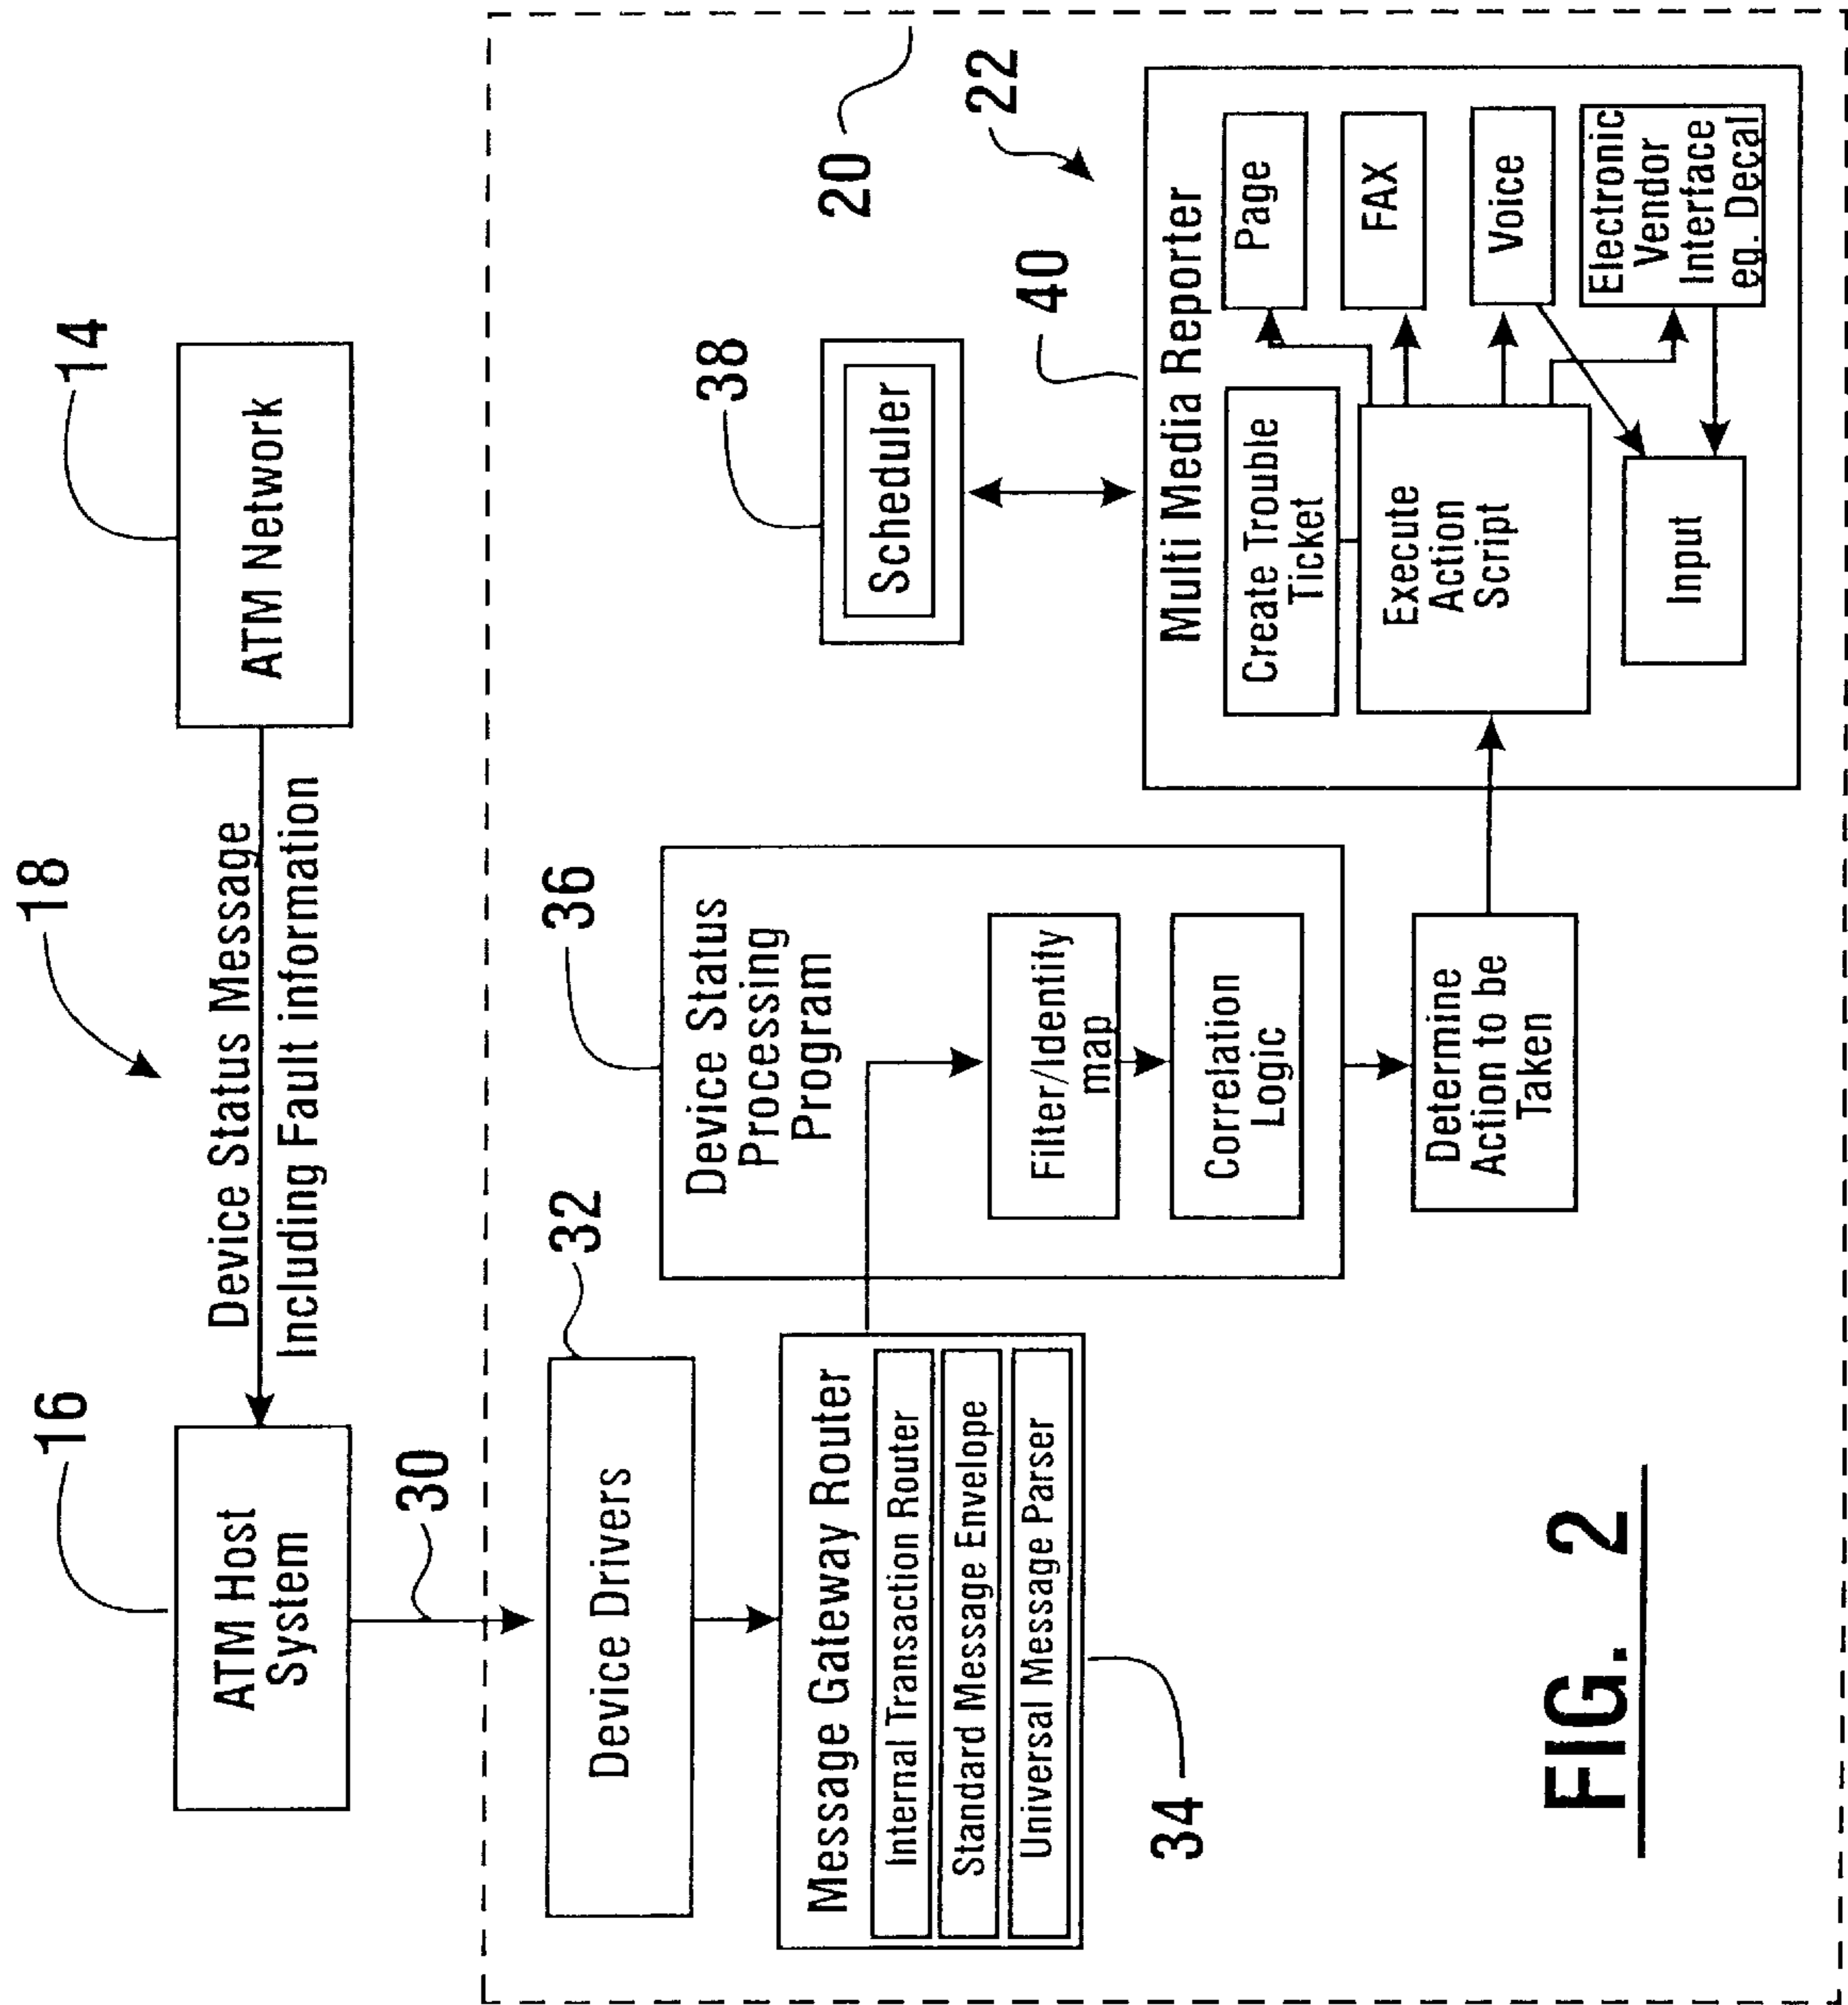 16
18
14
ATM Host
System
Device Status Message
Including Fault information
ATM Network
30
32
36
38
20
22
40
Device Drivers
Message Gateway Router
Internal Transaction Router
Standard Message Envelope
Universal Message Parser
34
Device Status
Processing
Program
Filter/Identity
map
Correlation
Logic
Determine
Action to be
Taken
Scheduler
Multi Media Reporter
Create Trouble
Ticket
Execute
Action
Script
Input
Page
FAX
Voice
Electronic
Vendor
Interface
eg. Decal
FIG. 2